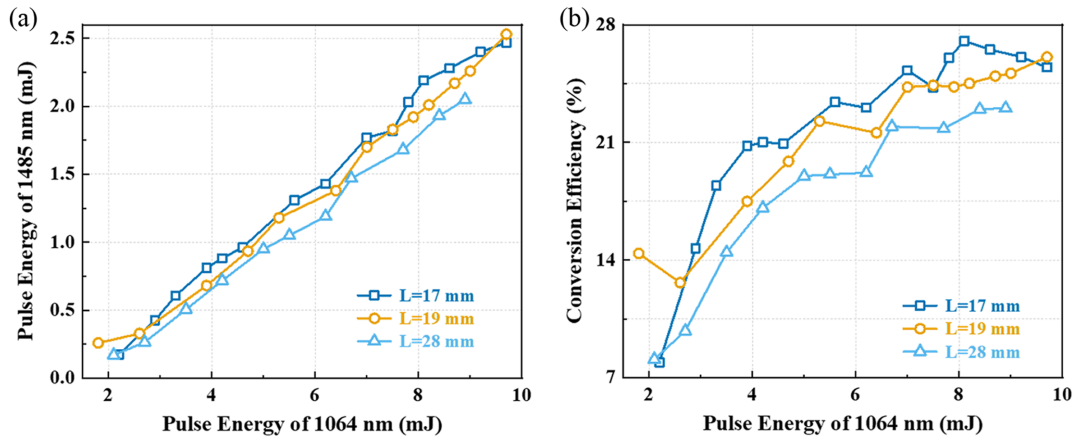 (a)
Pulse Energy of 1485 nm (mJ)
2.5
2.0
1.5
1.0
0.5
0.0
L=17 mm
L=19 mm
L=28 mm
2 4 6 8 10
Pulse Energy of 1064 nm (mJ)
(b)
Conversion Efficiency (%)
28
21
14
7
L=17 mm
L=19 mm
L=28 mm
2 4 6 8 10
Pulse Energy of 1064 nm (mJ)